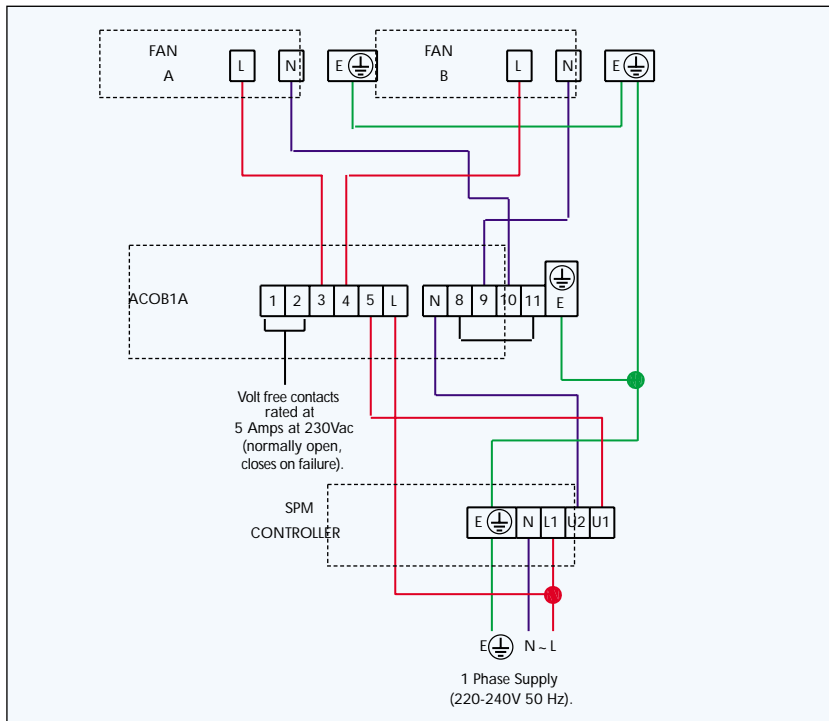 FAN
A
L
N
E
FAN
B
L
N
E
ACOB1A
1
2
3
4
5
L
N
8
9
10
11
E
Volt free contacts
rated at
5 Amps at 230Vac
(normally open,
closes on failure).
SPM
CONTROLLER
E
N
L1
U2
U1
E
N ~ L
1 Phase Supply
(220-240V 50 Hz).